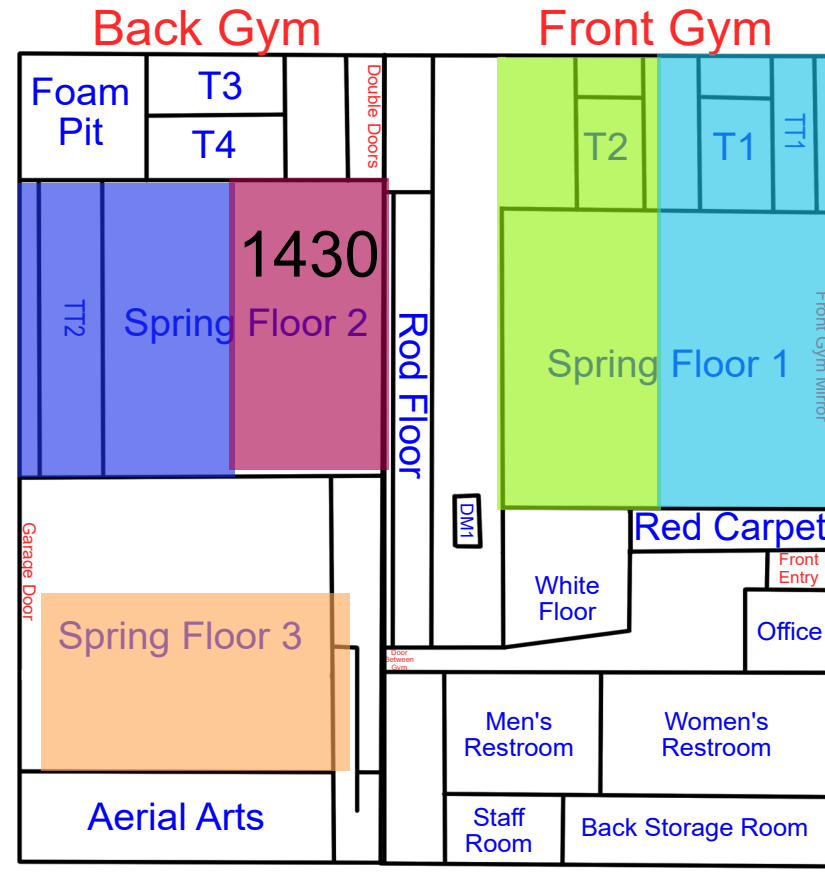 Back Gym
Front Gym
Foam
Pit
T3
T4
Double Doors
T2
T1
TT1
1430
TT2
Spring Floor 2
Rod Floor
Spring Floor 1
Front Gym Mirror
DM1
Red Carpet
Garage Door
White
Floor
Front
Entry
Office
Spring Floor 3
Door
Between
Gym
Men's
Restroom
Women's
Restroom
Aerial Arts
Staff
Room
Back Storage Room